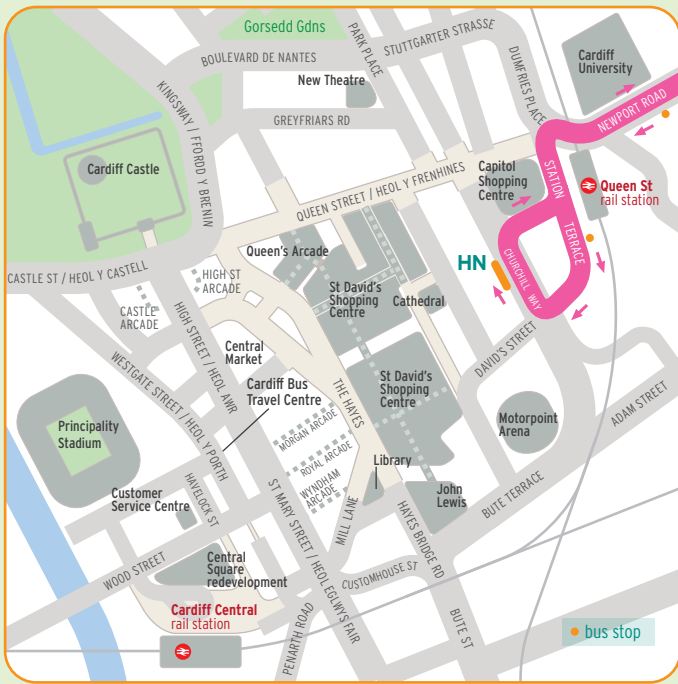 Gorsedd Gdns
PARK PLACE
STUTTGARTER STRASSE
BOULEVARD DE NANTES
DUMFRIES PLACE
Cardiff
University
New Theatre
KINGSWAY / FFORDD Y BRENIN
GREYFRIARS RD
NEWPORT ROAD
Cardiff Castle
QUEEN STREET / HEOL Y FRENHINES
Capitol
Shopping
Centre
STATION
TERRACE
Queen St
rail station
Queen's Arcade
HN
CHURCHILL WAY
CASTLE ST / HEOL Y CASTELL
HIGH ST
ARCADE
St David's
Shopping
Centre
Cathedral
CASTLE
ARCADE
HIGH STREET / HEOL AWR
Central
Market
DAVID'S STREET
WESTGATE STREET / HEOL Y PORTH
Cardiff Bus
Travel Centre
THE HAYES
St David's
Shopping
Centre
ADAM STREET
Principality
Stadium
MORGAN ARCADE
Motorpoint
Arena
ROYAL ARCADE
Library
WYNDHAM
ARCADE
Customer
Service Centre
HAVELOCK ST
ST MARY STREET / HEOL EGLWYS FAIR
MILL LANE
John
Lewis
BUTE TERRACE
HAYES BRIDGE RD
WOOD STREET
Central
Square
redevelopment
CUSTOMHOUSE ST
Cardiff Central
rail station
PENARTH ROAD
BUTE ST
bus stop